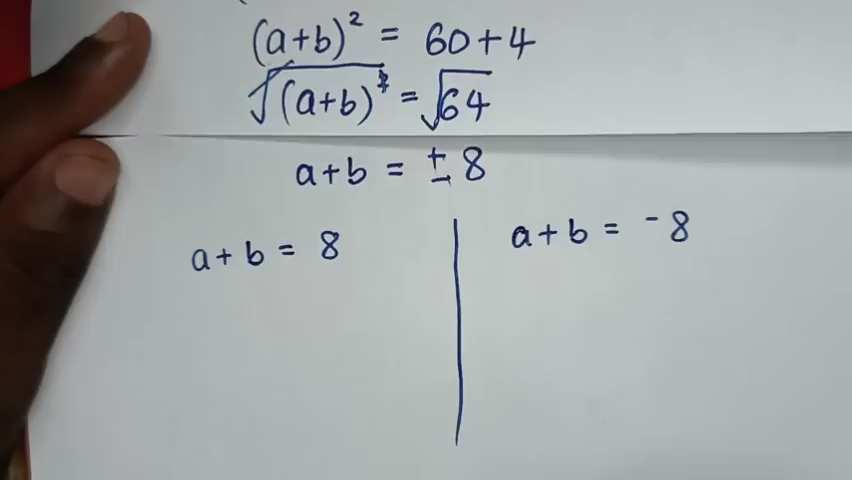 (a+b)² = 60+4
√(a+b)² = √64
a+b = ± 8
a+b = 8
a+b = -8